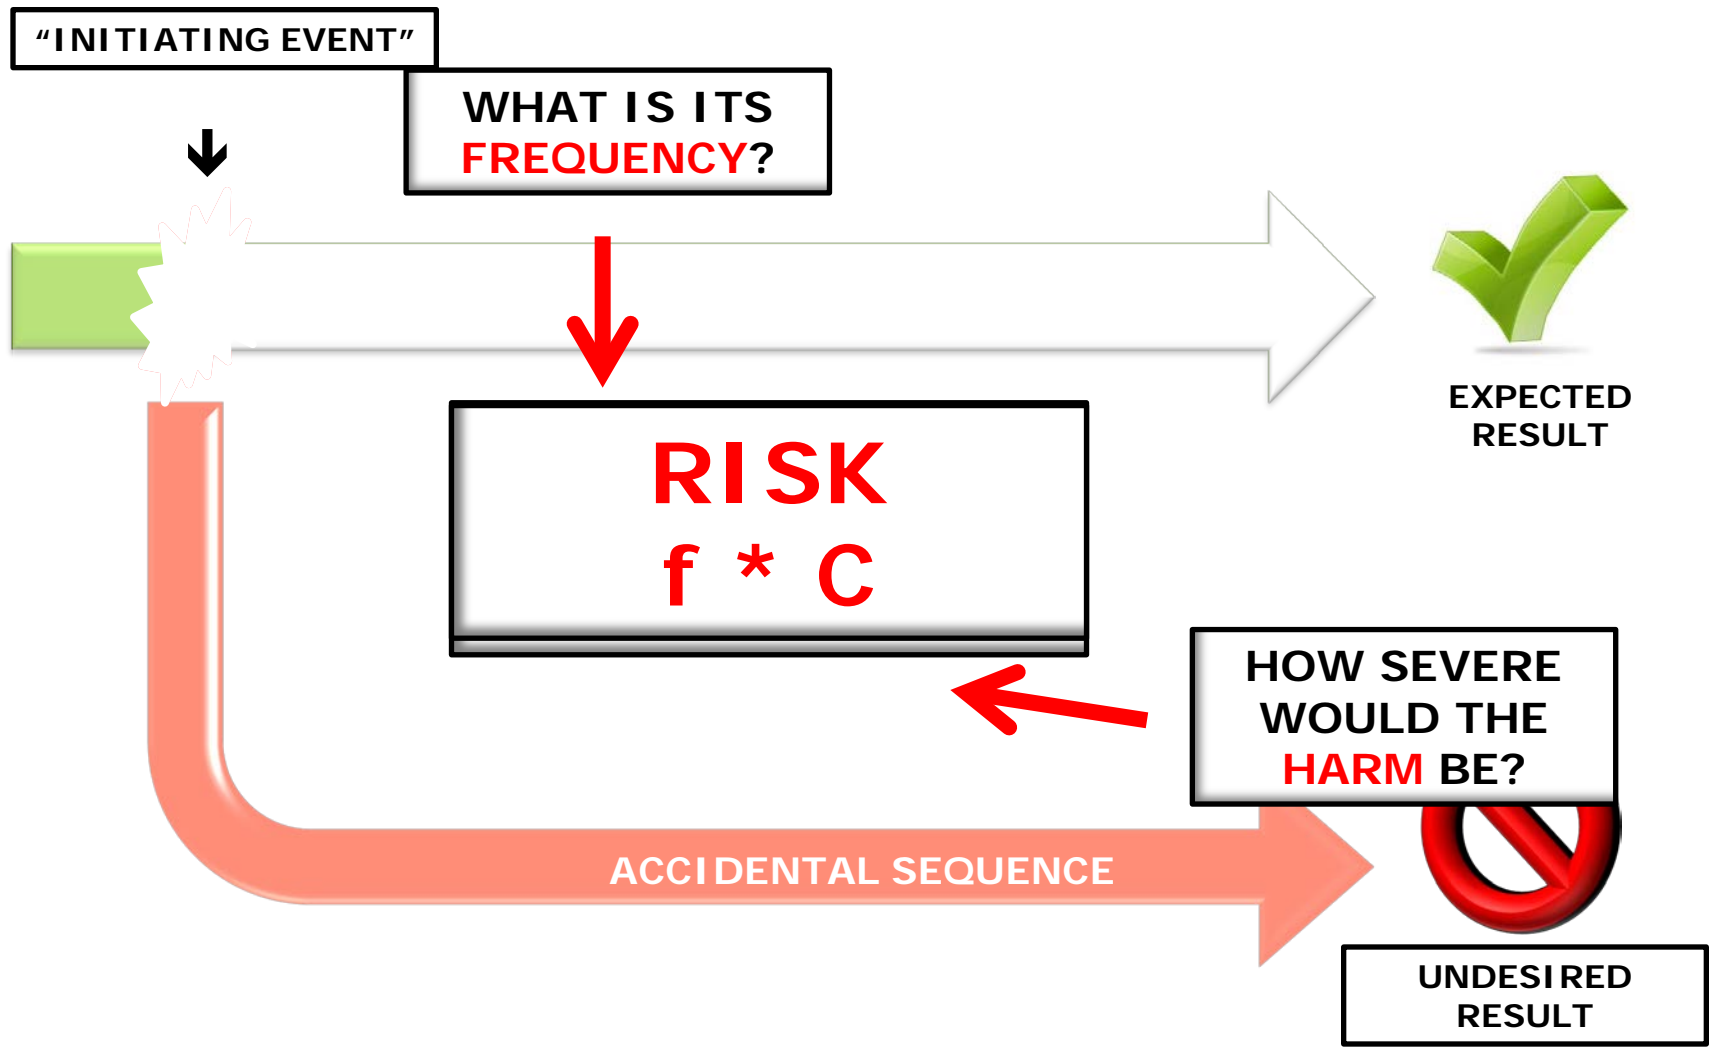 “INITIATING EVENT”
WHAT IS ITS
FREQUENCY?
EXPECTED
RESULT
RISK
f * C
HOW SEVERE
WOULD THE
HARM BE?
ACCIDENTAL SEQUENCE
UNDESIRED
RESULT